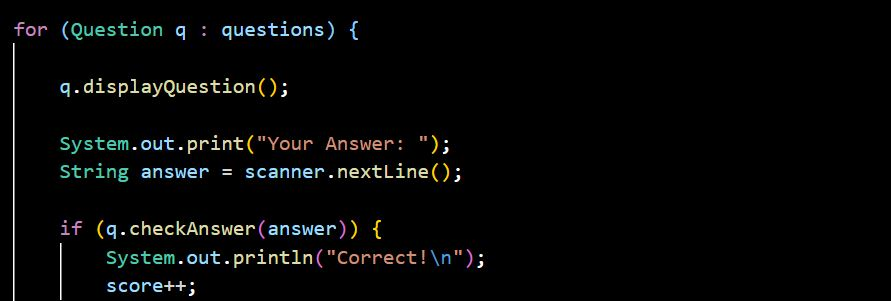 for (Question q : questions) {
q.displayQuestion();
System.out.print("Your Answer: ");
String answer = scanner.nextLine();
if (q.checkAnswer(answer)) {
System.out.println("Correct!\n");
score++;